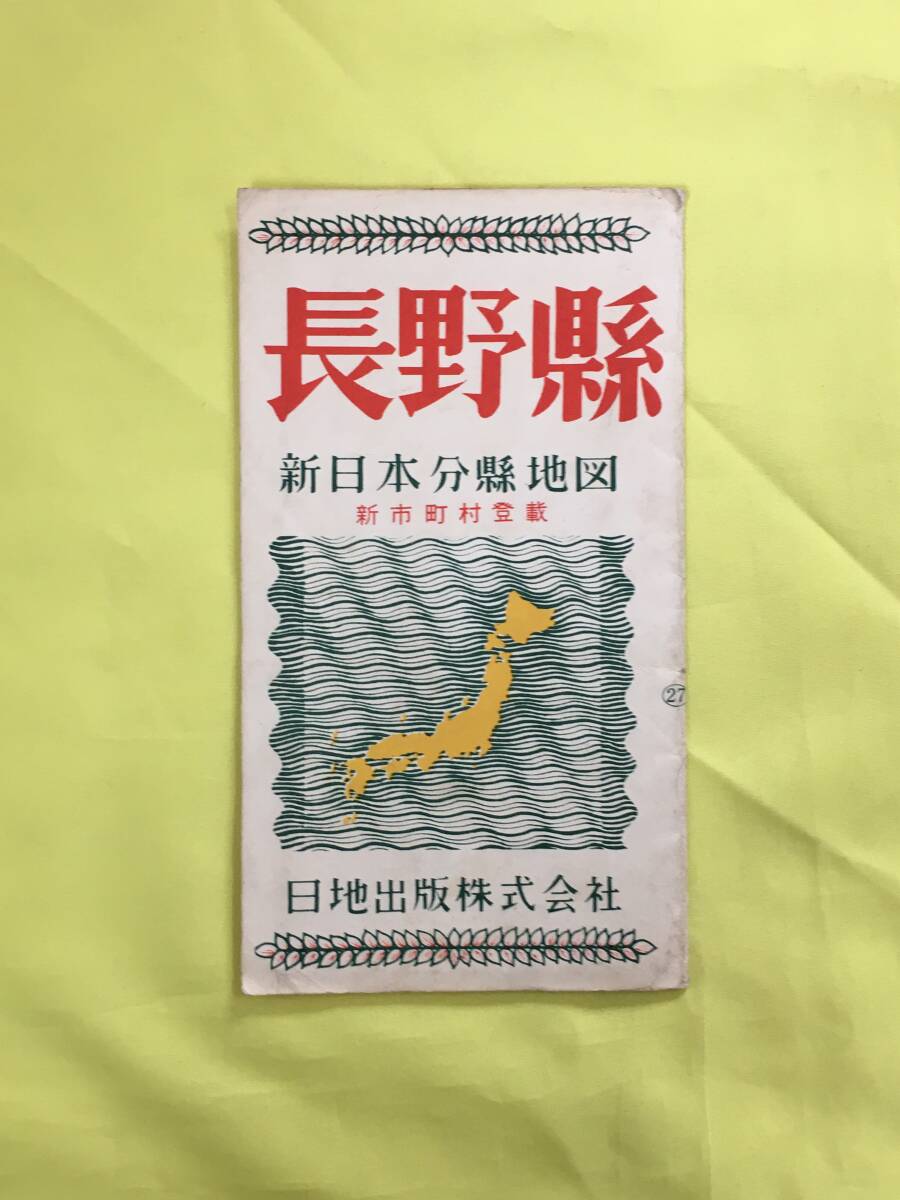 長野縣
新日本分縣地図
新市町村登載
㉗
日地出版株式会社